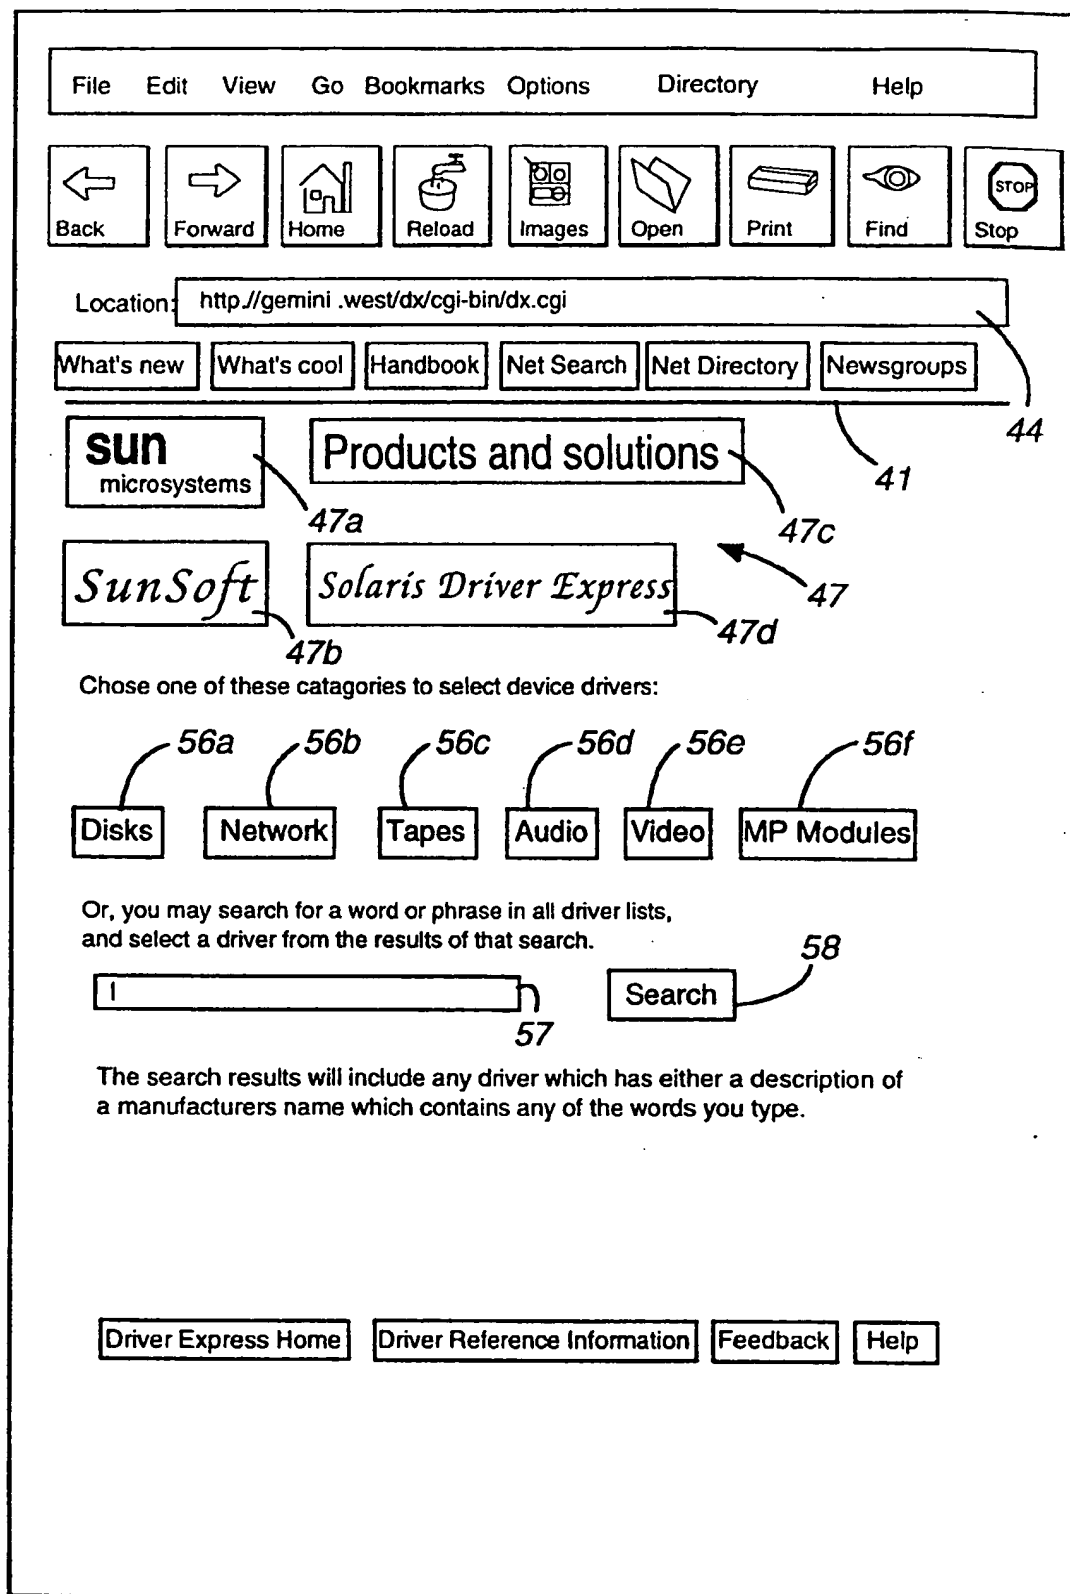 File Edit View Go Bookmarks Options Directory Help
STOP
Back Forward Home Reload Images Open Print Find Stop
Location: http://gemini .west/dx/cgi-bin/dx.cgi
What's new What's cool Handbook Net Search Net Directory Newsgroups
44
sun Products and solutions
microsystems
41
47a 47c
SunSoft Solaris Driver Express
47
47b 47d
Chose one of these catagories to select device drivers:
56a 56b 56c 56d 56e 56f
Disks Network Tapes Audio Video MP Modules
Or, you may search for a word or phrase in all driver lists,
and select a driver from the results of that search.
58
Search
57
The search results will include any driver which has either a description of
a manufacturers name which contains any of the words you type.
Driver Express Home Driver Reference Information Feedback Help